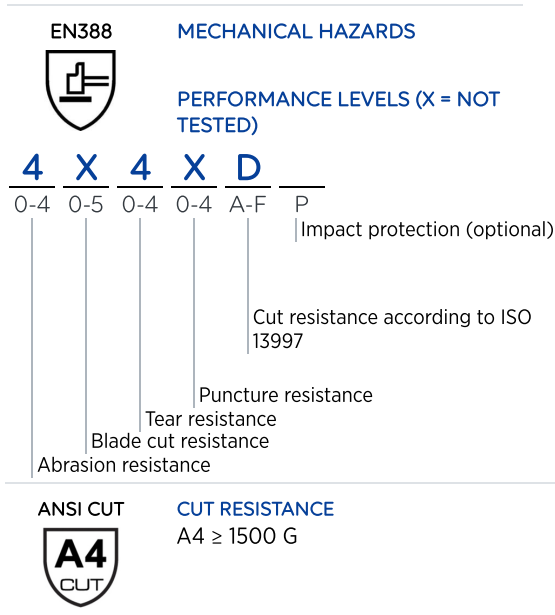 EN388
MECHANICAL HAZARDS
PERFORMANCE LEVELS (X = NOT
TESTED)
4 X 4 X D
0-4 0-5 0-4 0-4 A-F P
Impact protection (optional)
Cut resistance according to ISO
13997
Puncture resistance
Tear resistance
Blade cut resistance
Abrasion resistance
ANSI CUT
CUT RESISTANCE
A4 ≥ 1500 G
A4
CUT